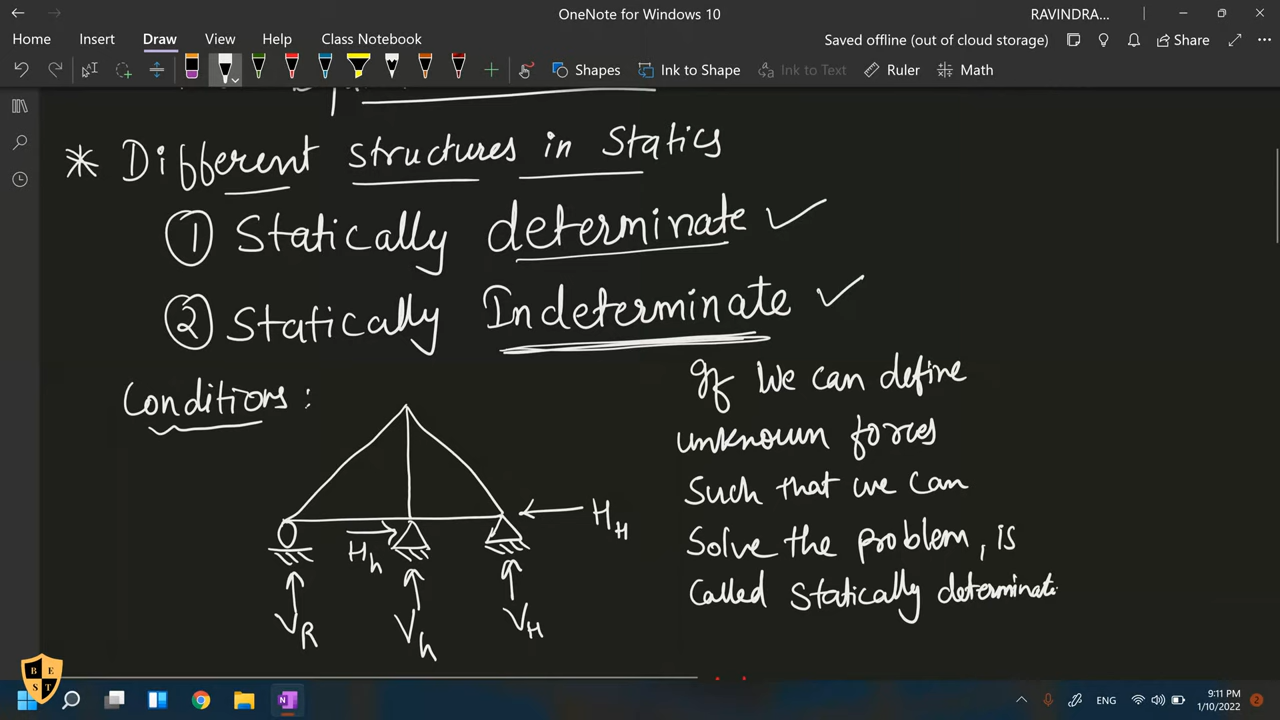 OneNote for Windows 10
RAVINDRA...
Home Insert Draw View Help Class Notebook
Saved offline (out of cloud storage)
Share
Shapes
Ink to Shape
Ink to Text
Ruler
Math
* Different structures in Statics
① Statically determinate ✓
② Statically Indeterminate ✓
Conditions :
If We can define
unknown forces
Such that we can
Solve the problem, is
Called Statically determinate
H_H
H_h
V_R
V_h
V_H
BEST
ENG
9:11 PM
1/10/2022
2